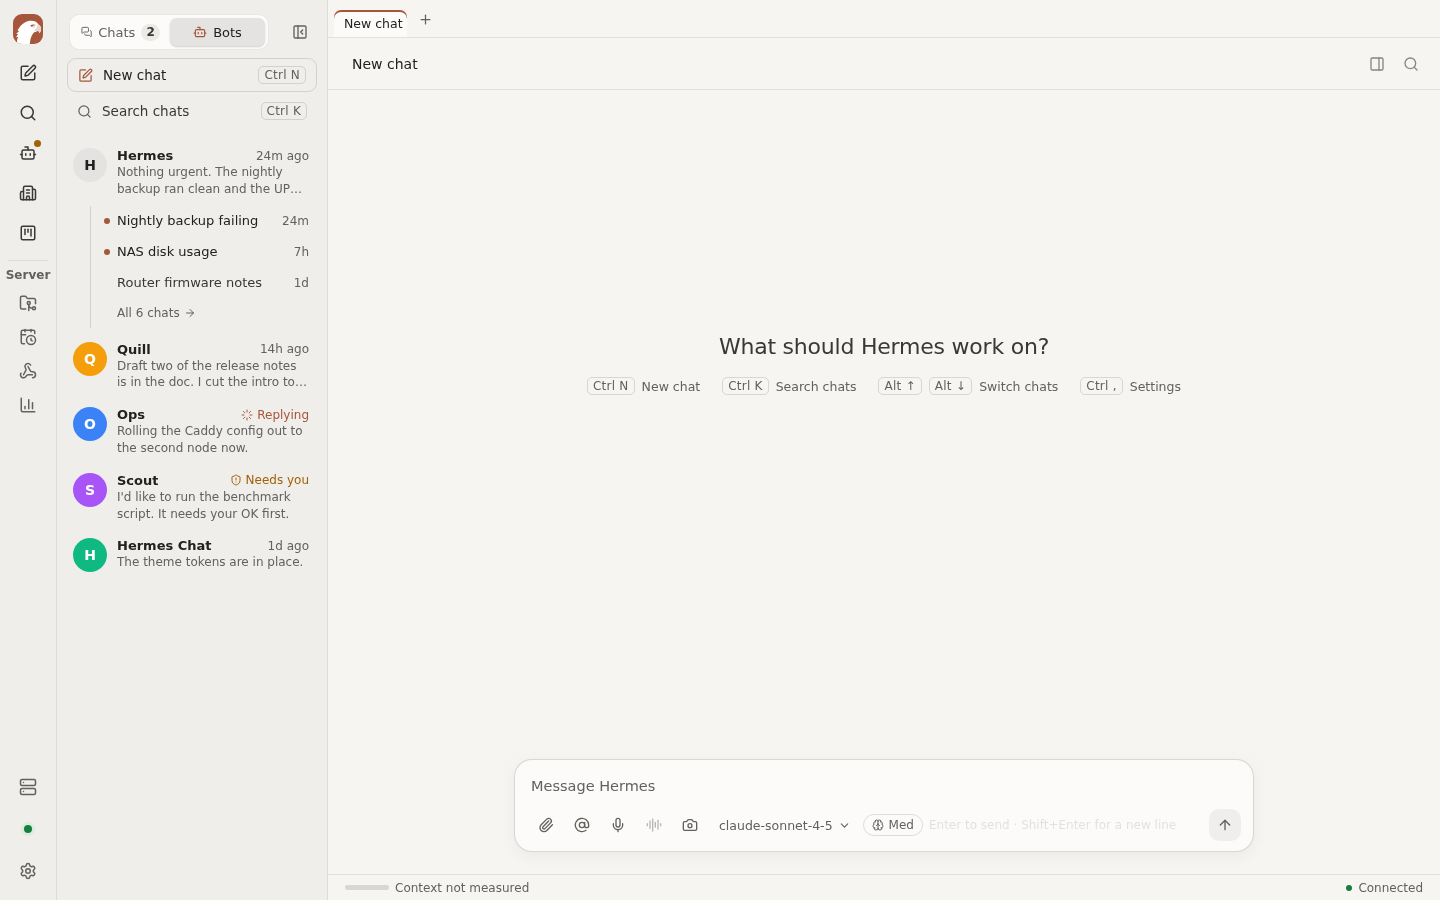 Chats 2
Bots
New chat
Ctrl N
Search chats
Ctrl K
H
Hermes
24m ago
Nothing urgent. The nightly
backup ran clean and the UP…
Nightly backup failing
24m
NAS disk usage
7h
Router firmware notes
1d
All 6 chats →
Q
Quill
14h ago
Draft two of the release notes
is in the doc. I cut the intro to…
O
Ops
Replying
Rolling the Caddy config out to
the second node now.
S
Scout
Needs you
I'd like to run the benchmark
script. It needs your OK first.
H
Hermes Chat
1d ago
The theme tokens are in place.
Server
New chat
New chat
What should Hermes work on?
Ctrl N New chat Ctrl K Search chats Alt ↑ Alt ↓ Switch chats Ctrl , Settings
Message Hermes
claude-sonnet-4-5
Med
Enter to send · Shift+Enter for a new line
Context not measured
Connected